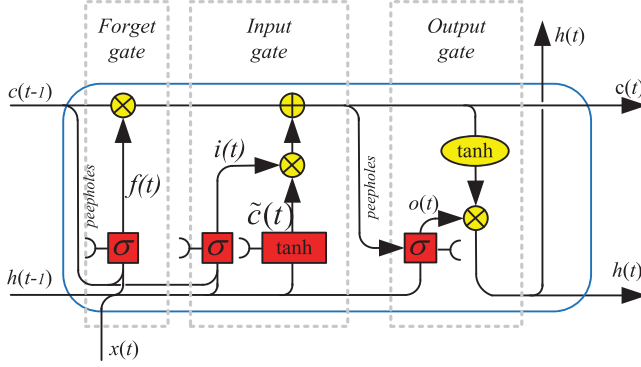 Forget gate
Input gate
Output gate
h(t)
c(t-1)
c(t)
peepholes
f(t)
i(t)
c̃(t)
peepholes
o(t)
tanh
σ
σ
tanh
σ
h(t-1)
h(t)
x(t)